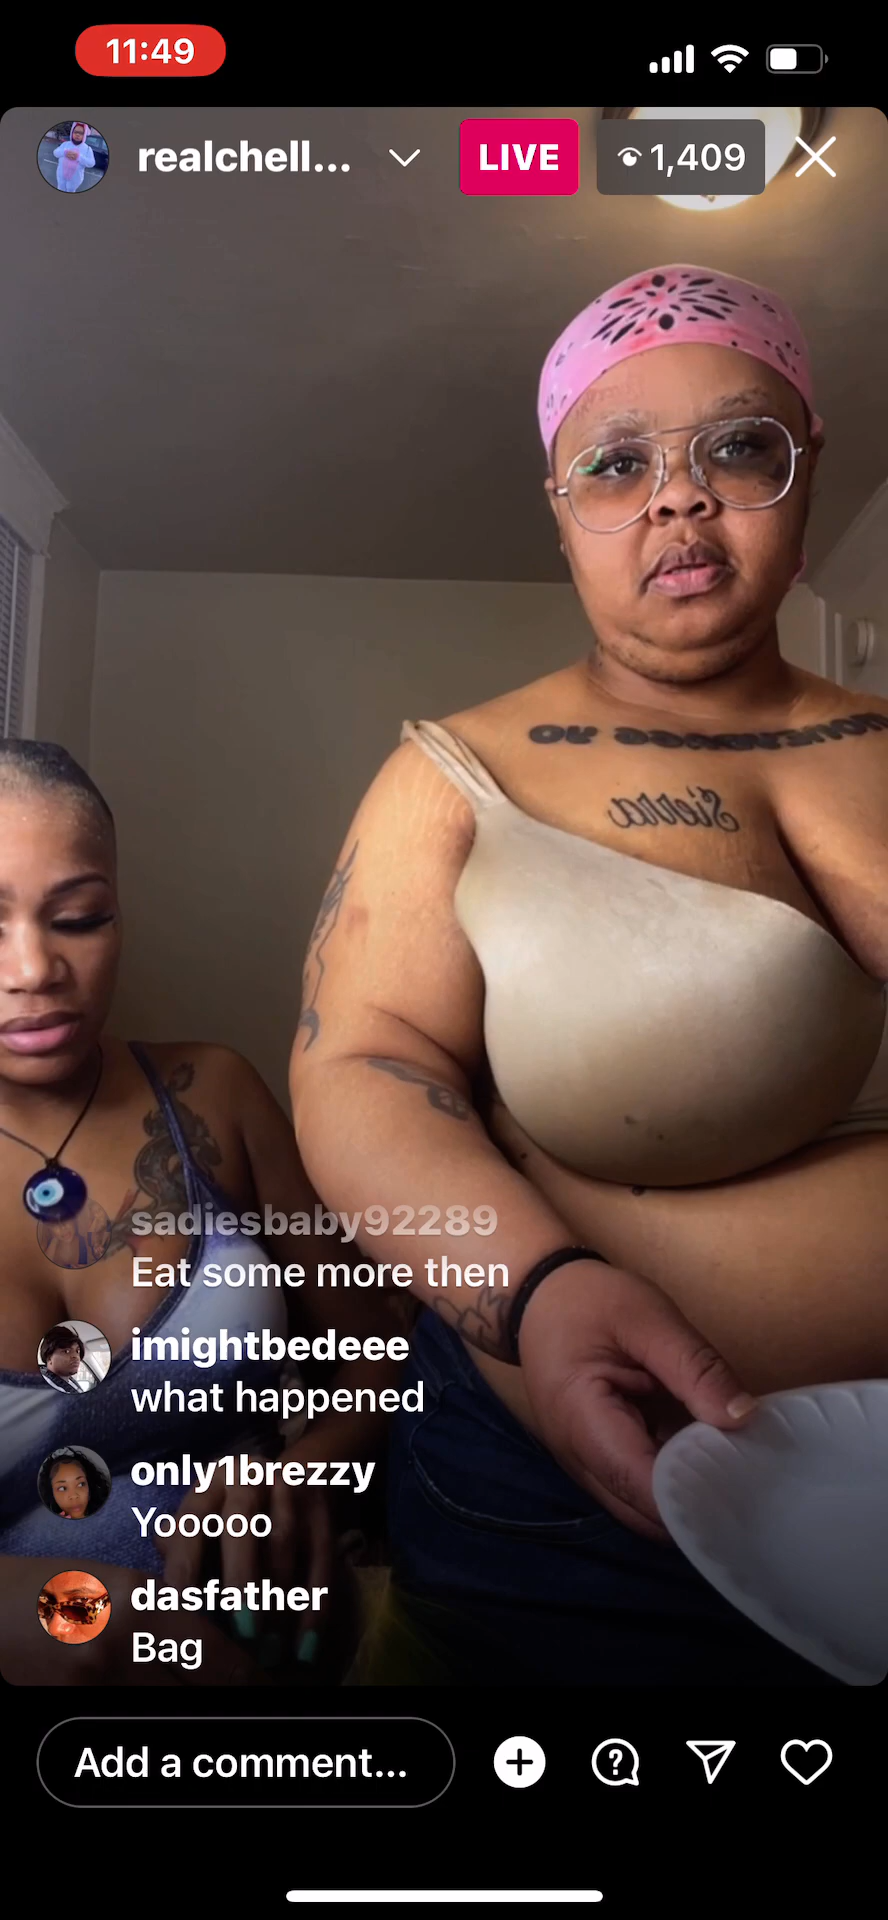 11:49
realchell...
LIVE
1,409
Sierra
sadiesbaby92289
Eat some more then
imightbedeee
what happened
only1brezzy
Yooooo
dasfather
Bag
Add a comment...